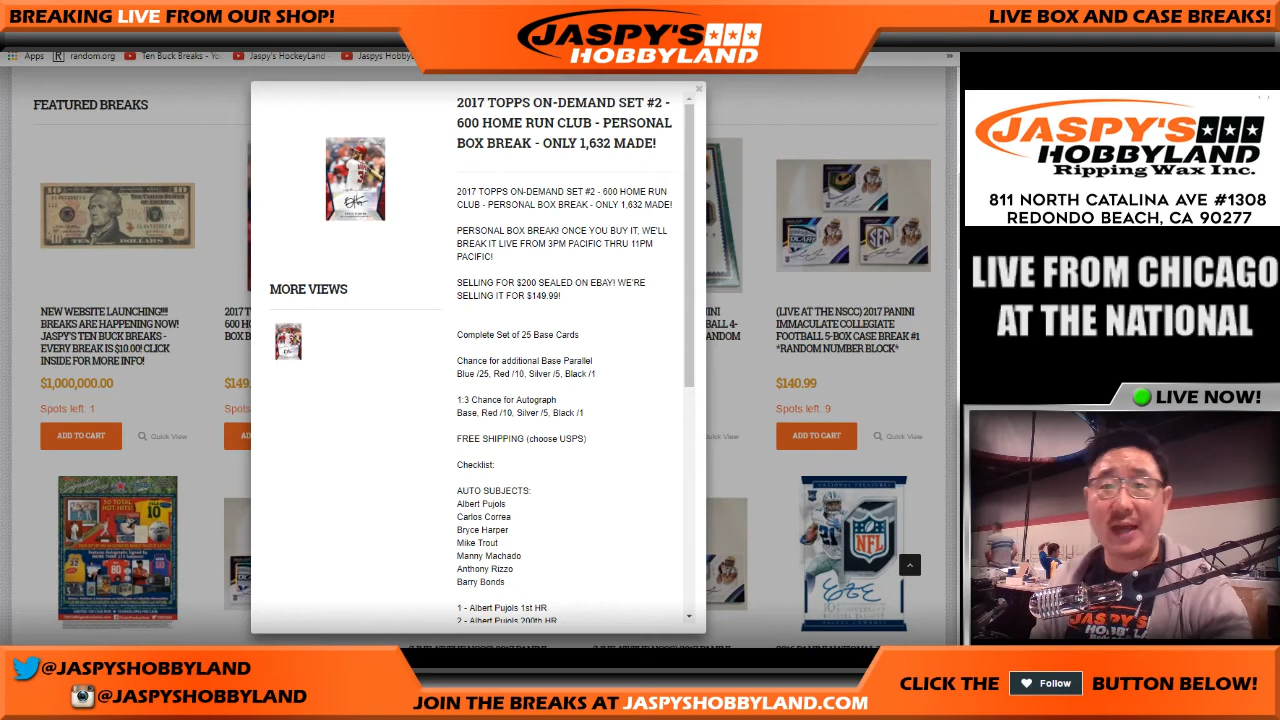 BREAKING LIVE FROM OUR SHOP!
JASPY'S
HOBBYLAND
LIVE BOX AND CASE BREAKS!
Apps
random.org
Ten Buck Breaks - Yo
Jaspy's HockeyLand -
Jaspys Hobby
»
FEATURED BREAKS
NEW WEBSITE LAUNCHING!!!!
BREAKS ARE HAPPENING NOW!
JASPY'S TEN BUCK BREAKS -
EVERY BREAK IS $10.00! CLICK
INSIDE FOR MORE INFO!
$1,000,000.00
Spots left: 1
ADD TO CART
Quick View
2017 TOPPS ON-DEMAND SET #2 -
600 HOME RUN CLUB - PERSONAL
BOX BREAK - ONLY 1,632 MADE!
2017 TOPPS ON-DEMAND SET #2 - 600 HOME RUN
CLUB - PERSONAL BOX BREAK - ONLY 1,632 MADE!
PERSONAL BOX BREAK! ONCE YOU BUY IT, WE'LL
BREAK IT LIVE FROM 3PM PACIFIC THRU 11PM
PACIFIC!
SELLING FOR $200 SEALED ON EBAY! WE'RE
SELLING IT FOR $149.99!
MORE VIEWS
Complete Set of 25 Base Cards
Chance for additional Base Parallel
Blue /25, Red /10, Silver /5, Black /1
1:3 Chance for Autograph
Base, Red /10, Silver /5, Black /1
FREE SHIPPING (choose USPS)
Checklist:
AUTO SUBJECTS:
Albert Pujols
Carlos Correa
Bryce Harper
Mike Trout
Manny Machado
Anthony Rizzo
Barry Bonds
1 - Albert Pujols 1st HR
2 - Albert Pujols 200th HR
(LIVE AT THE NSCC) 2017 PANINI
IMMACULATE COLLEGIATE
FOOTBALL 5-BOX CASE BREAK #1
*RANDOM NUMBER BLOCK*
$140.99
Spots left: 9
ADD TO CART
Quick View
JASPY'S
HOBBYLAND
Ripping Wax Inc.
811 NORTH CATALINA AVE #1308
REDONDO BEACH, CA 90277
LIVE FROM CHICAGO
AT THE NATIONAL
LIVE NOW!
@JASPYSHOBBYLAND
@JASPYSHOBBYLAND
JOIN THE BREAKS AT JASPYSHOBBYLAND.COM
CLICK THE Follow BUTTON BELOW!